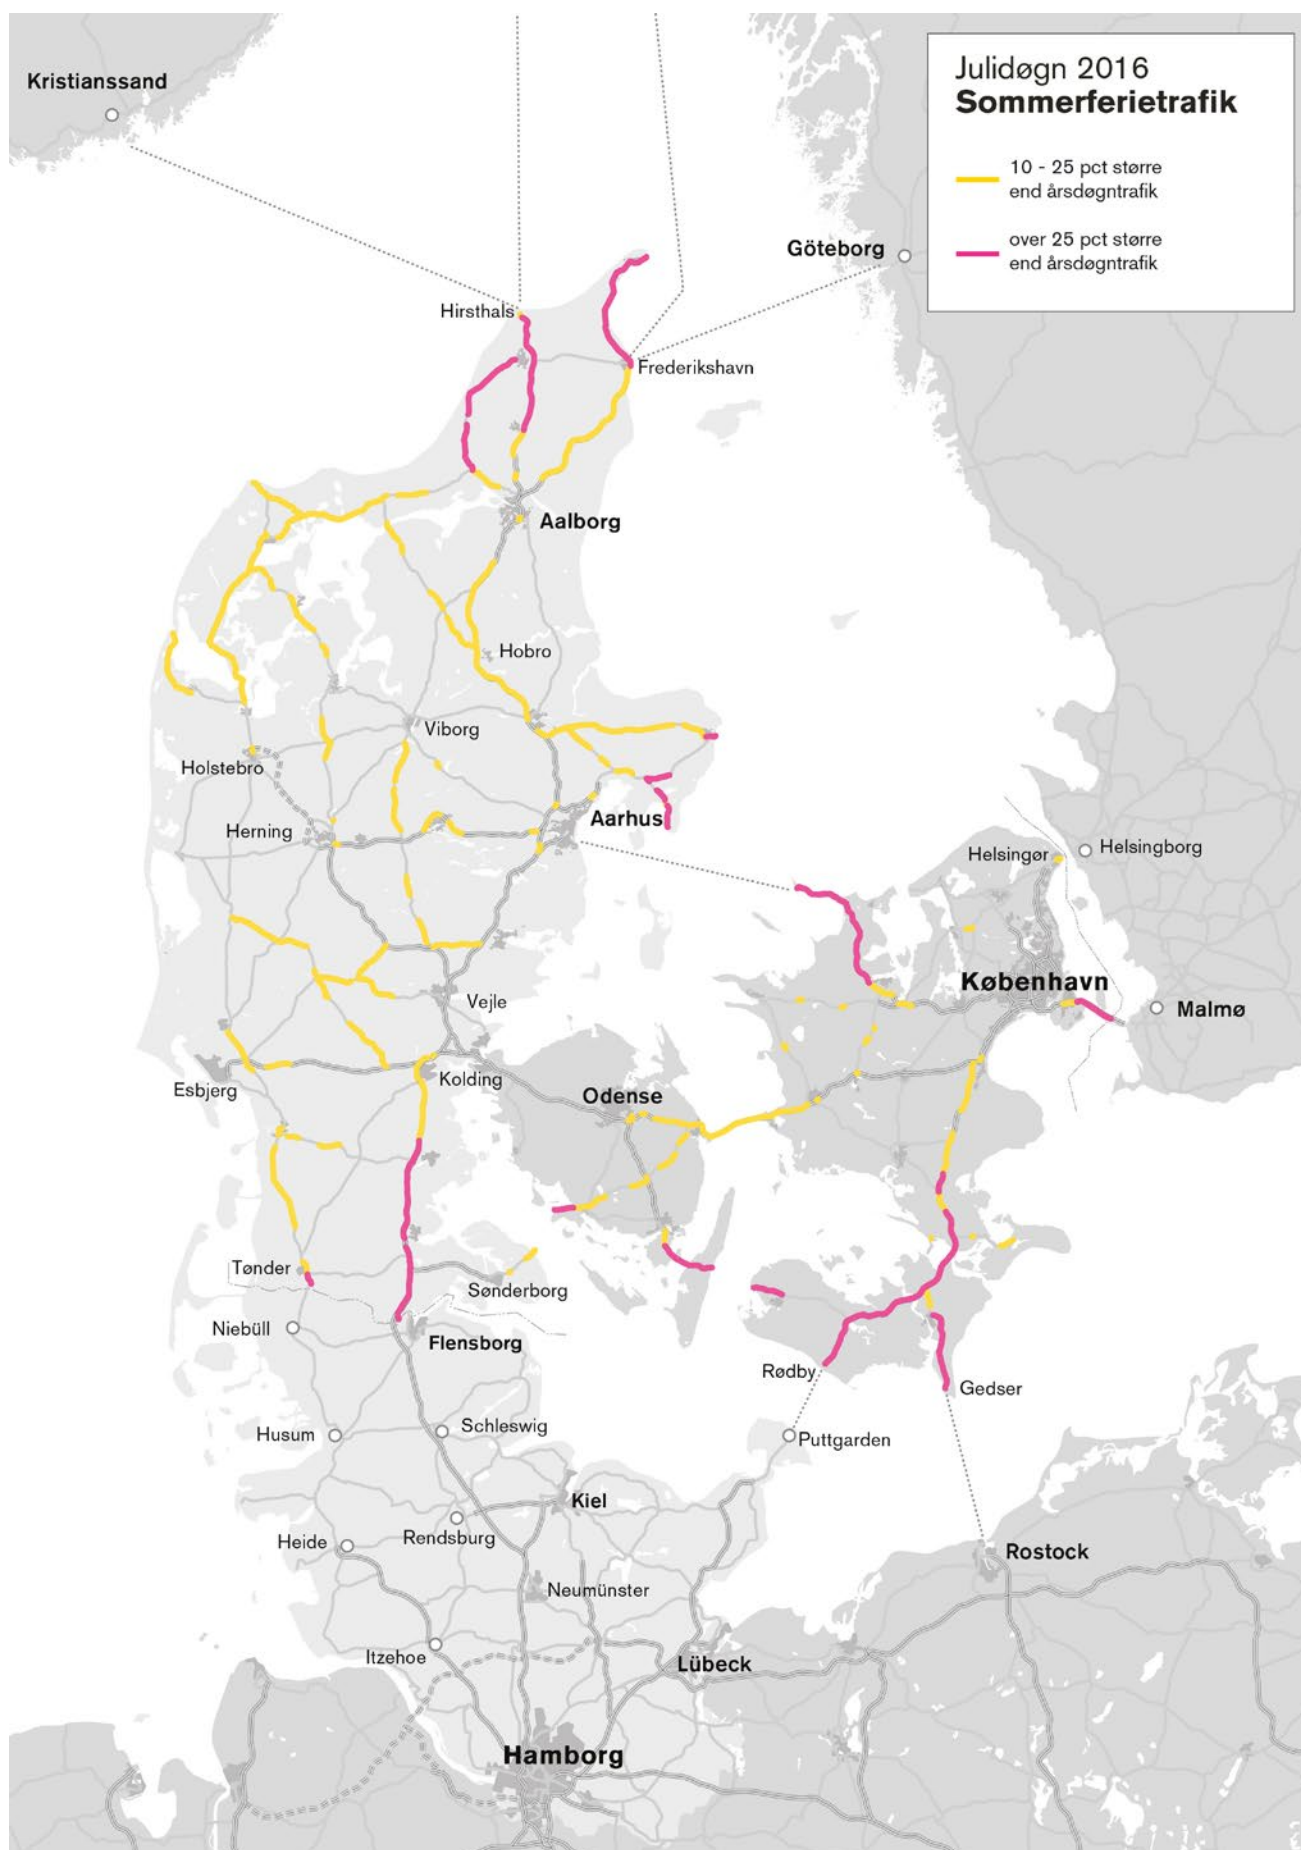 Julidøgn 2016
Sommerferietrafik
10 - 25 pct større
end årsdøgntrafik
over 25 pct større
end årsdøgntrafik
Kristianssand
Göteborg
Hirsthals
Frederikshavn
Aalborg
Hobro
Viborg
Holstebro
Herning
Aarhus
Helsingør
Helsingborg
København
Malmø
Vejle
Esbjerg
Kolding
Odense
Tønder
Sønderborg
Niebüll
Flensborg
Rødby
Gedser
Husum
Schleswig
Puttgarden
Kiel
Heide
Rendsburg
Rostock
Neumünster
Itzehoe
Lübeck
Hamborg